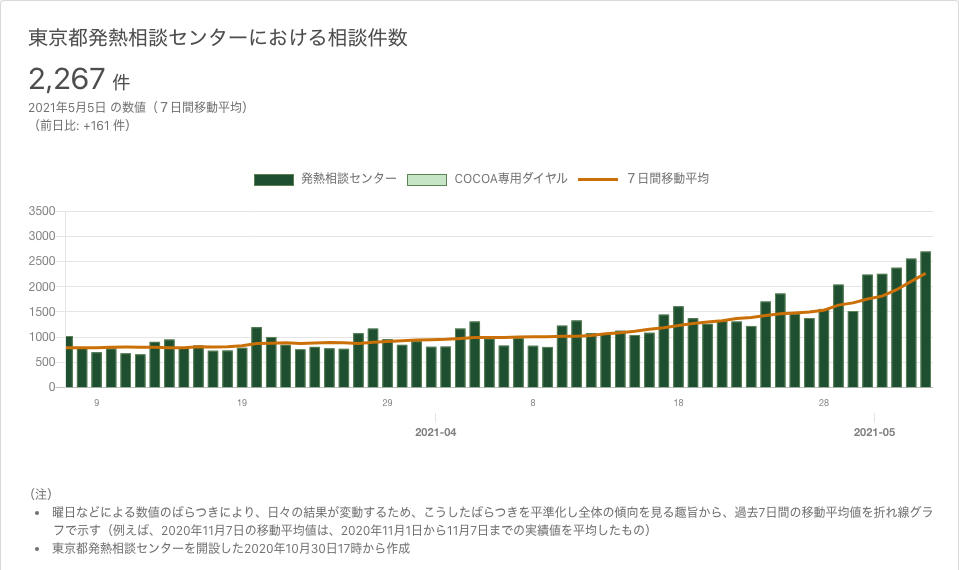 東京都発熱相談センターにおける相談件数
2,267 件
2021年5月5日 の数値（７日間移動平均）
（前日比: +161 件）
発熱相談センター COCOA専用ダイヤル ７日間移動平均
3500
3000
2500
2000
1500
1000
500
0
9 19 29 8 18 28
2021-04 2021-05
（注）
• 曜日などによる数値のばらつきにより、日々の結果が変動するため、こうしたばらつきを平準化し全体の傾向を見る趣旨から、過去7日間の移動平均値を折れ線グラ
フで示す（例えば、2020年11月7日の移動平均値は、2020年11月1日から11月7日までの実績値を平均したもの）
• 東京都発熱相談センターを開設した2020年10月30日17時から作成